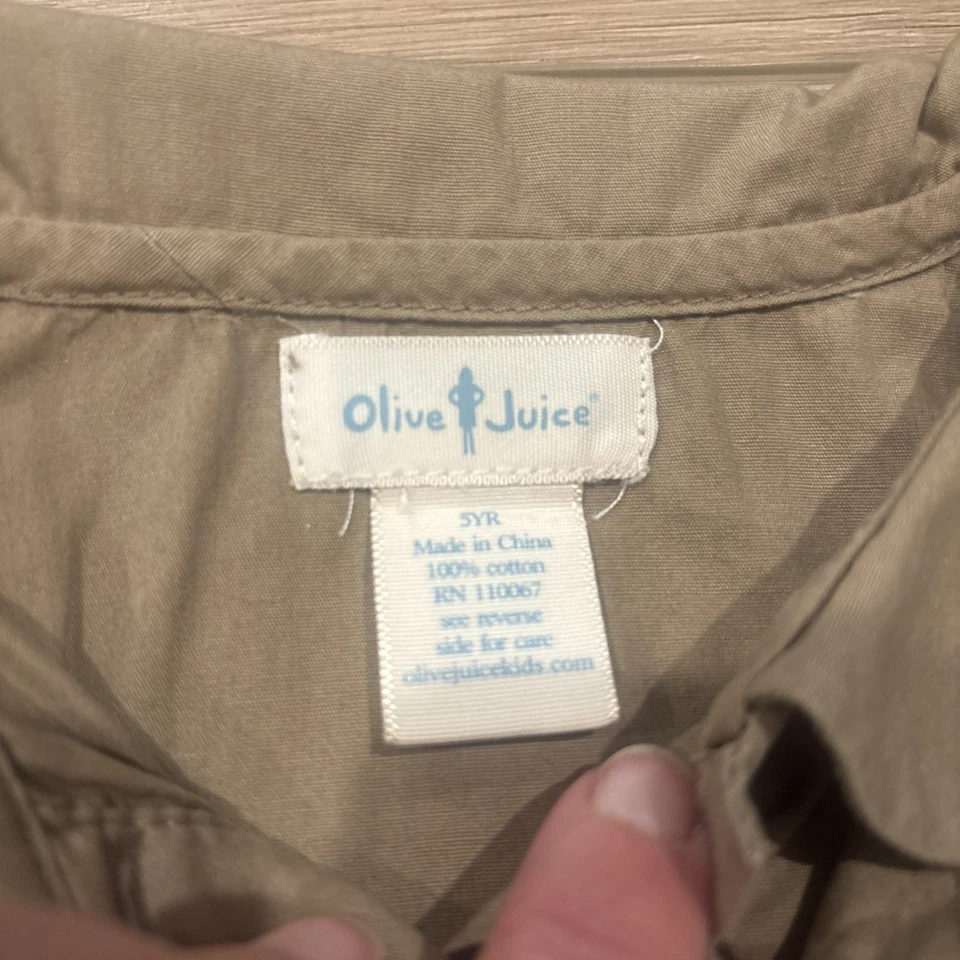 Olive Juice®
5YR
Made in China
100% cotton
RN 110067
see reverse
side for care
olivejuicekids.com